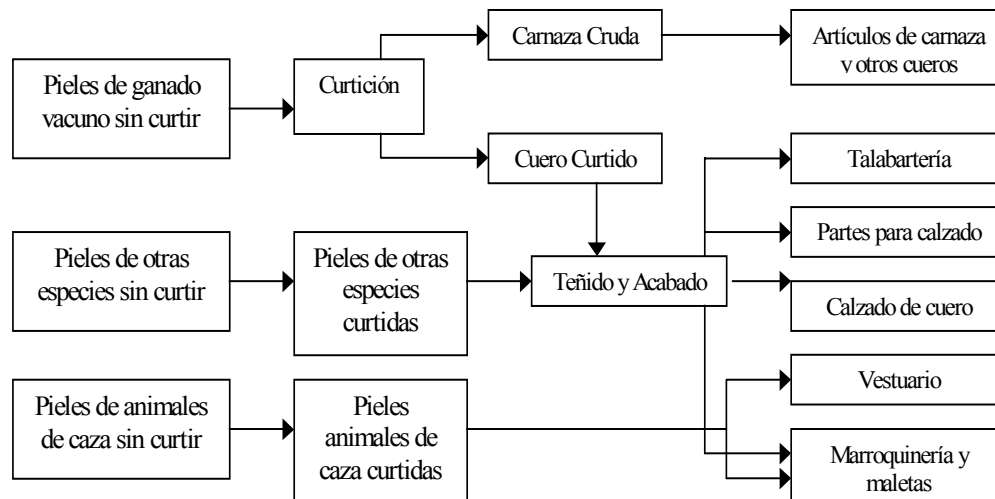 Pieles de ganado
vacuno sin curtir
Curtición
Carnaza Cruda
Artículos de carnaza
y otros cueros
Cuero Curtido
Talabartería
Pieles de otras
especies sin curtir
Pieles de otras
especies
curtidas
Teñido y Acabado
Partes para calzado
Calzado de cuero
Pieles de animales
de caza sin curtir
Pieles
animales de
caza curtidas
Vestuario
Marroquinería y
maletas